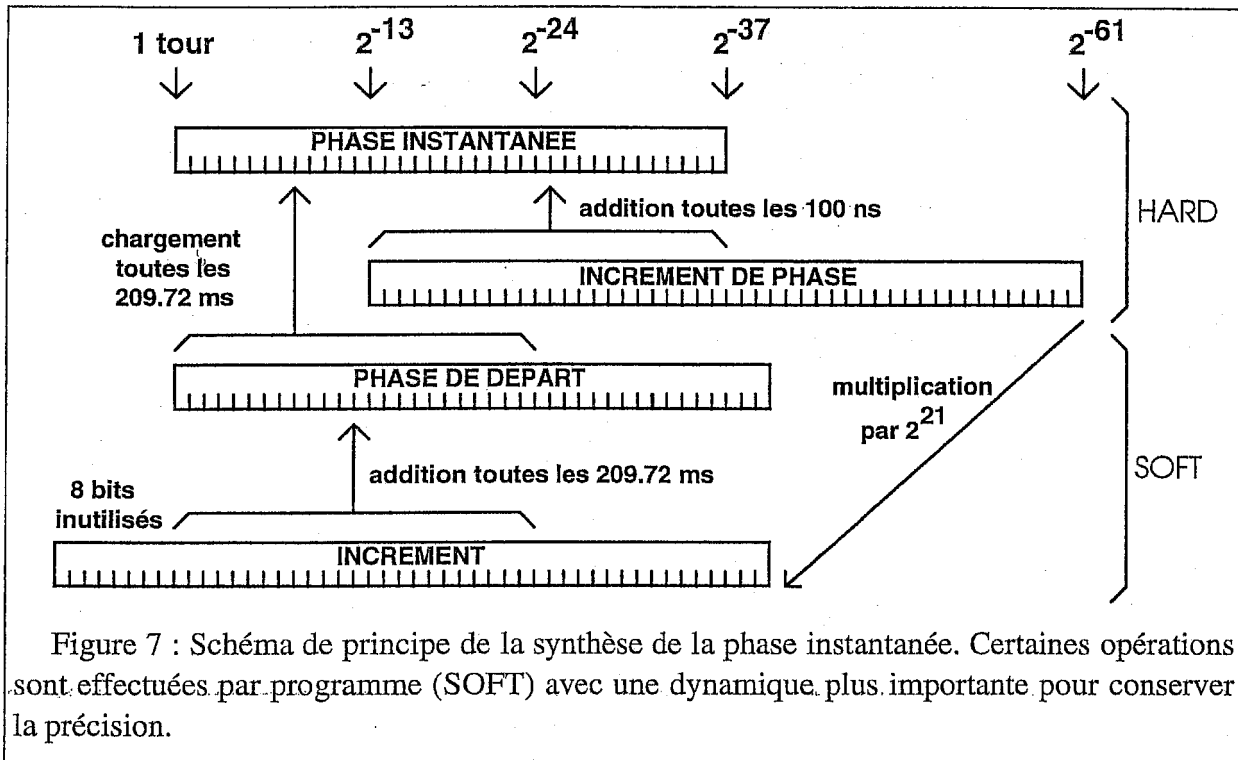 1 tour 2^-13 2^-24 2^-37 2^-61
PHASE INSTANTANEE
addition toutes les 100 ns
HARD
chargement
toutes les
209.72 ms
INCREMENT DE PHASE
PHASE DE DEPART
multiplication
par 2^21
addition toutes les 209.72 ms
SOFT
8 bits
inutilisés
INCREMENT
Figure 7 : Schéma de principe de la synthèse de la phase instantanée. Certaines opérations
sont effectuées par programme (SOFT) avec une dynamique plus importante pour conserver
la précision.